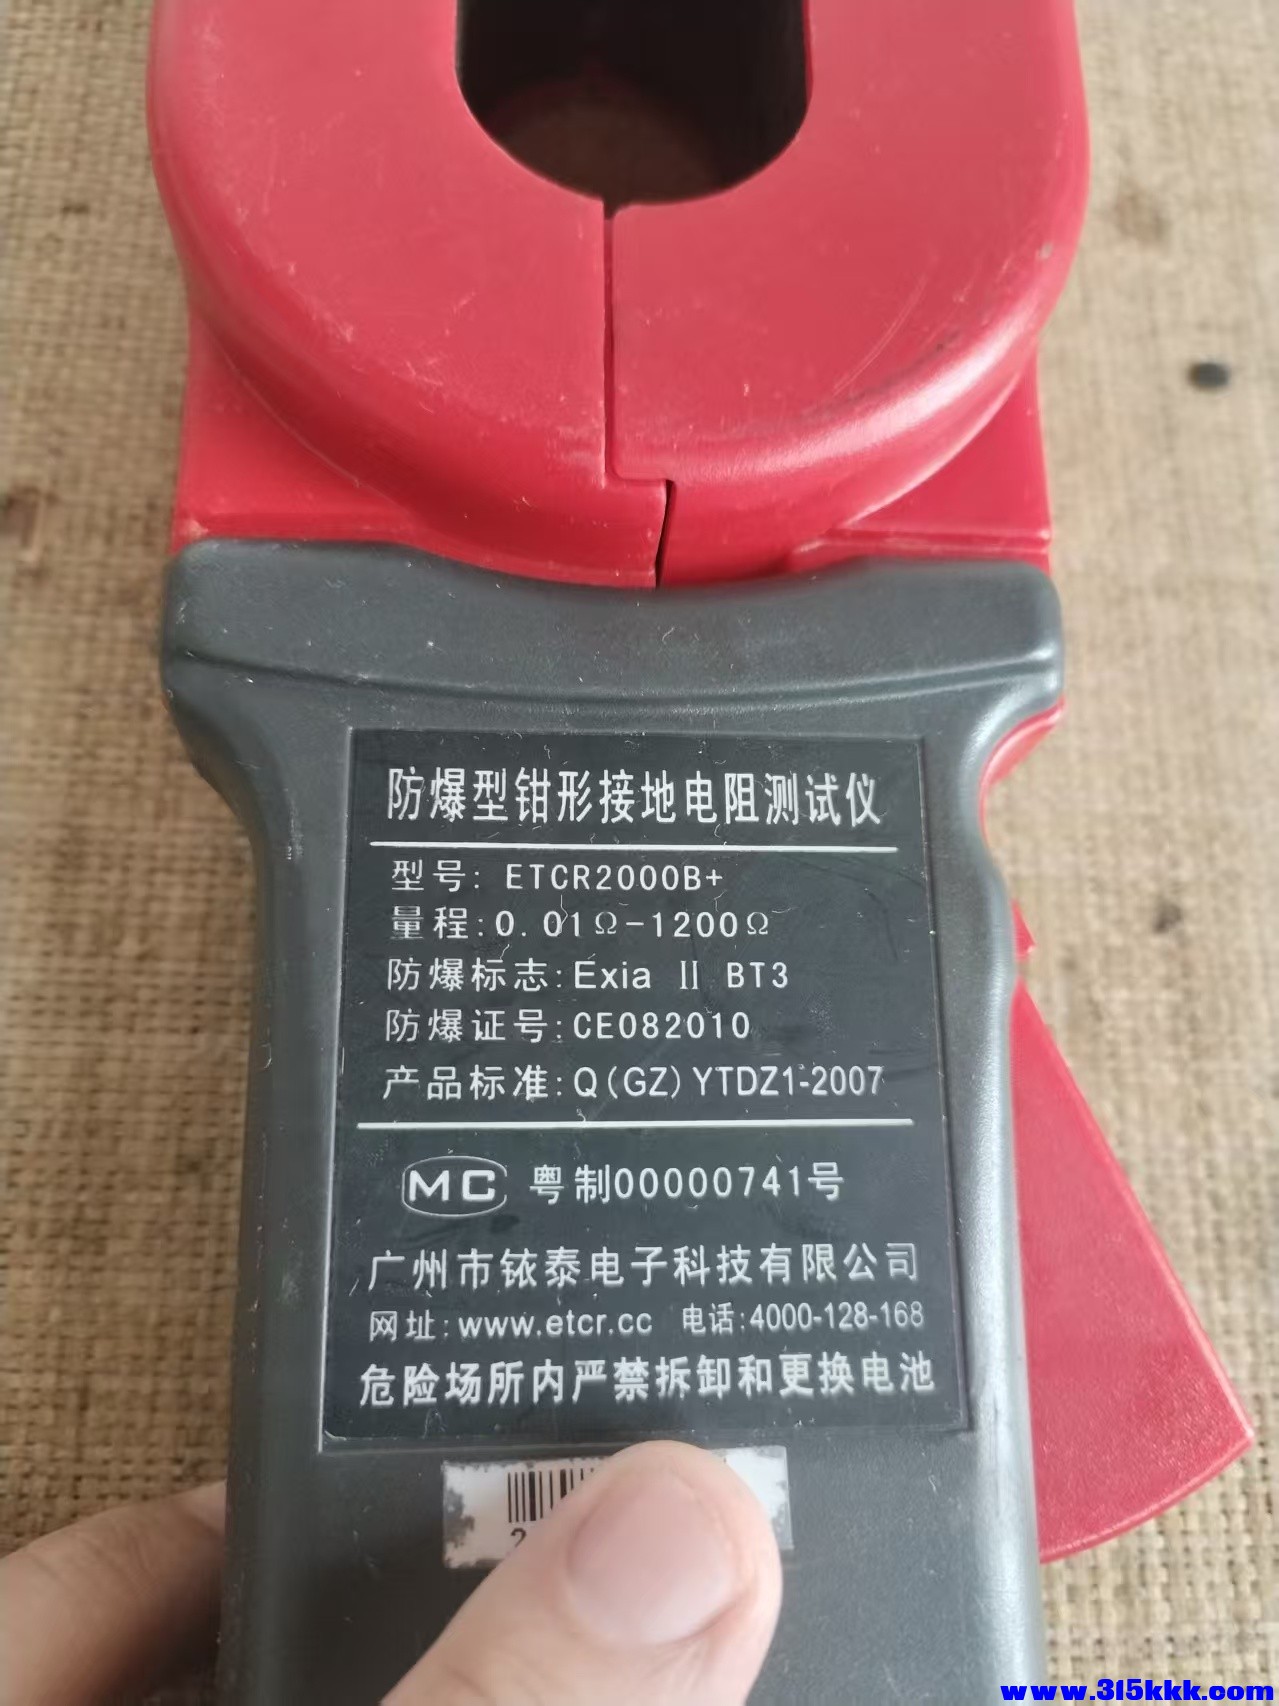 防爆型钳形接地电阻测试仪
型号: ETCR2000B+
量程:0.01Ω-1200Ω
防爆标志:Exia Ⅱ BT3
防爆证号:CE082010
产品标准:Q(GZ)YTDZ1-2007
MC 粤制00000741号
广州市铱泰电子科技有限公司
网址:www.etcr.cc 电话:4000-128-168
危险场所内严禁拆卸和更换电池
2
www.315kkk.com